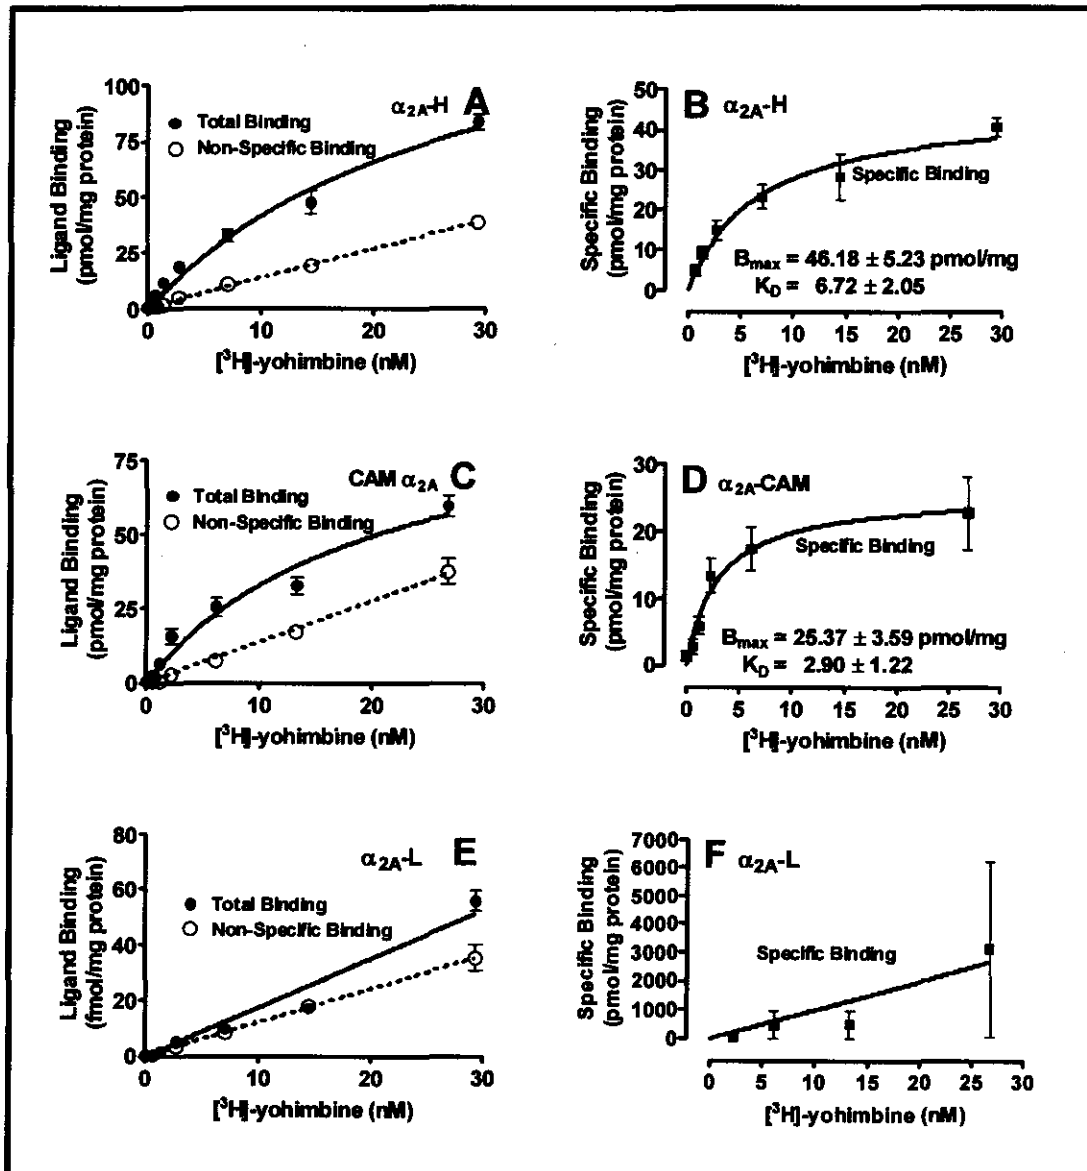 A
α2A-H
Total Binding
Non-Specific Binding
Ligand Binding
(pmol/mg protein)
100
75
50
25
0
0 10 20 30
[³H]-yohimbine (nM)
B α2A-H
Specific Binding
(pmol/mg protein)
50
40
30
20
10
0
Specific Binding
Bmax = 46.18 ± 5.23 pmol/mg
KD = 6.72 ± 2.05
0 5 10 15 20 25 30
[³H]-yohimbine (nM)
CAM α2A C
Total Binding
Non-Specific Binding
Ligand Binding
(pmol/mg protein)
75
50
25
0
0 10 20 30
[³H]-yohimbine (nM)
D α2A-CAM
Specific Binding
(pmol/mg protein)
30
20
10
0
Specific Binding
Bmax = 25.37 ± 3.59 pmol/mg
KD = 2.90 ± 1.22
0 5 10 15 20 25 30
[³H]-yohimbine (nM)
α2A-L E
Total Binding
Non-Specific Binding
Ligand Binding
(fmol/mg protein)
80
60
40
20
0
0 10 20 30
[³H]-yohimbine (nM)
F α2A-L
Specific Binding
(pmol/mg protein)
7000
6000
5000
4000
3000
2000
1000
0
Specific Binding
0 5 10 15 20 25 30
[³H]-yohimbine (nM)